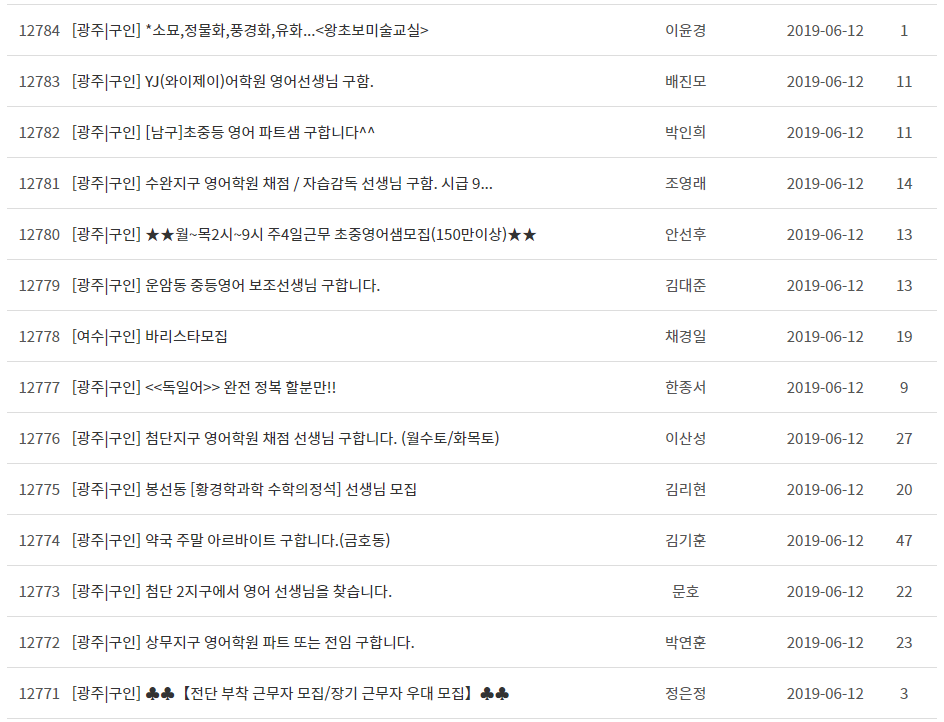 12784 [광주|구인] *소묘,정물화,풍경화,유화...<왕초보미술교실> 이윤경 2019-06-12 1
12783 [광주|구인] YJ(와이제이)어학원 영어선생님 구함. 배진모 2019-06-12 11
12782 [광주|구인] [남구]초중등 영어 파트샘 구합니다^^ 박인희 2019-06-12 11
12781 [광주|구인] 수완지구 영어학원 채점 / 자습감독 선생님 구함. 시급 9... 조영래 2019-06-12 14
12780 [광주|구인] ★★월~목2시~9시 주4일근무 초중영어샘모집(150만이상)★★ 안선후 2019-06-12 13
12779 [광주|구인] 운암동 중등영어 보조선생님 구합니다. 김대준 2019-06-12 13
12778 [여수|구인] 바리스타모집 채경일 2019-06-12 19
12777 [광주|구인] <<독일어>> 완전 정복 할분만!! 한종서 2019-06-12 9
12776 [광주|구인] 첨단지구 영어학원 채점 선생님 구합니다. (월수토/화목토) 이산성 2019-06-12 27
12775 [광주|구인] 봉선동 [황경학과학 수학의정석] 선생님 모집 김리현 2019-06-12 20
12774 [광주|구인] 약국 주말 아르바이트 구합니다.(금호동) 김기훈 2019-06-12 47
12773 [광주|구인] 첨단 2지구에서 영어 선생님을 찾습니다. 문호 2019-06-12 22
12772 [광주|구인] 상무지구 영어학원 파트 또는 전임 구합니다. 박연훈 2019-06-12 23
12771 [광주|구인] ♣♣【전단 부착 근무자 모집/장기 근무자 우대 모집】♣♣ 정은정 2019-06-12 3